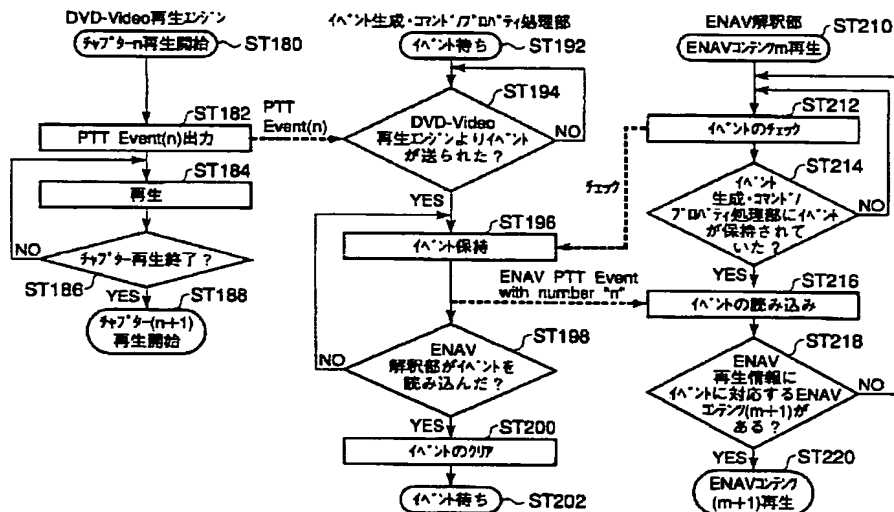 DVD-Video再生エンジン
チャプターn再生開始
ST180
ST182
PTT Event(n)出力
PTT
Event(n)
ST184
再生
NO
チャプター再生終了？
ST186
YES
ST188
チャプター(n+1)
再生開始
イベント生成・コマンド/プロパティ処理部
イベント待ち
ST192
ST194
DVD-Video
再生エンジンよりイベント
が送られた？
NO
YES
ST196
イベント保持
チェック
ENAV PTT Event
with number "n"
ST198
NO
ENAV
解釈部がイベントを
読み込んだ？
YES
ST200
イベントのクリア
イベント待ち
ST202
ENAV解釈部
ST210
ENAVコンテンツm再生
ST212
イベントのチェック
ST214
イベント
生成・コマンド/
プロパティ処理部にイベント
が保持されて
いた？
NO
YES
ST216
イベントの読み込み
ST218
ENAV
再生情報に
イベントに対応するENAV
コンテンツ(m+1)が
ある？
NO
YES
ST220
ENAVコンテンツ
(m+1)再生